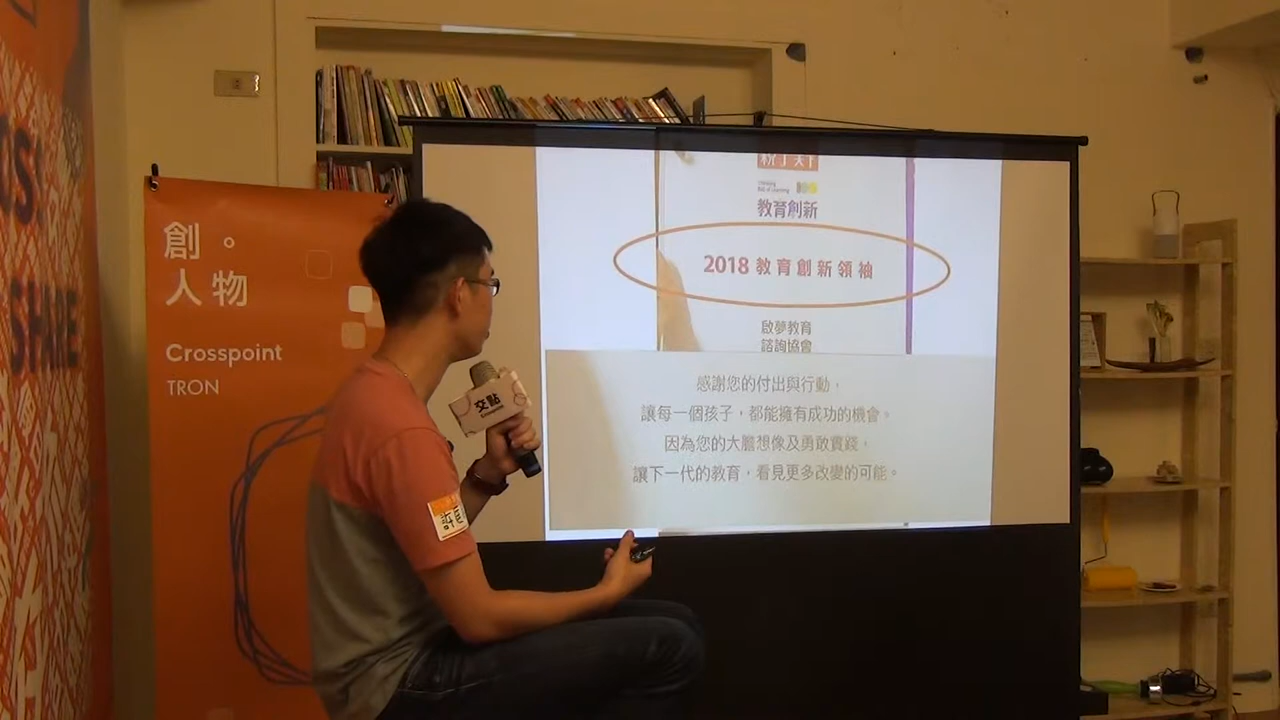 創。
人物
Crosspoint
TRON
SHARE
交點
教育創新
2018 教育創新領袖
啟夢教育
諮詢協會
感謝您的付出與行動，
讓每一個孩子，都能擁有成功的機會。
因為您的大膽想像及勇敢實踐，
讓下一代的教育，看見更多改變的可能。